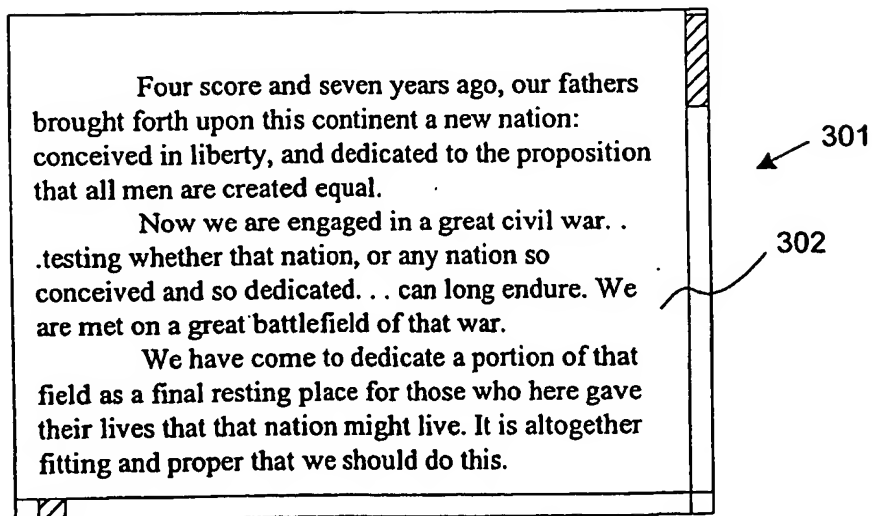 Four score and seven years ago, our fathers
brought forth upon this continent a new nation:
conceived in liberty, and dedicated to the proposition
that all men are created equal.
Now we are engaged in a great civil war. .
.testing whether that nation, or any nation so
conceived and so dedicated. . . can long endure. We
are met on a great battlefield of that war.
We have come to dedicate a portion of that
field as a final resting place for those who here gave
their lives that that nation might live. It is altogether
fitting and proper that we should do this.
301
302